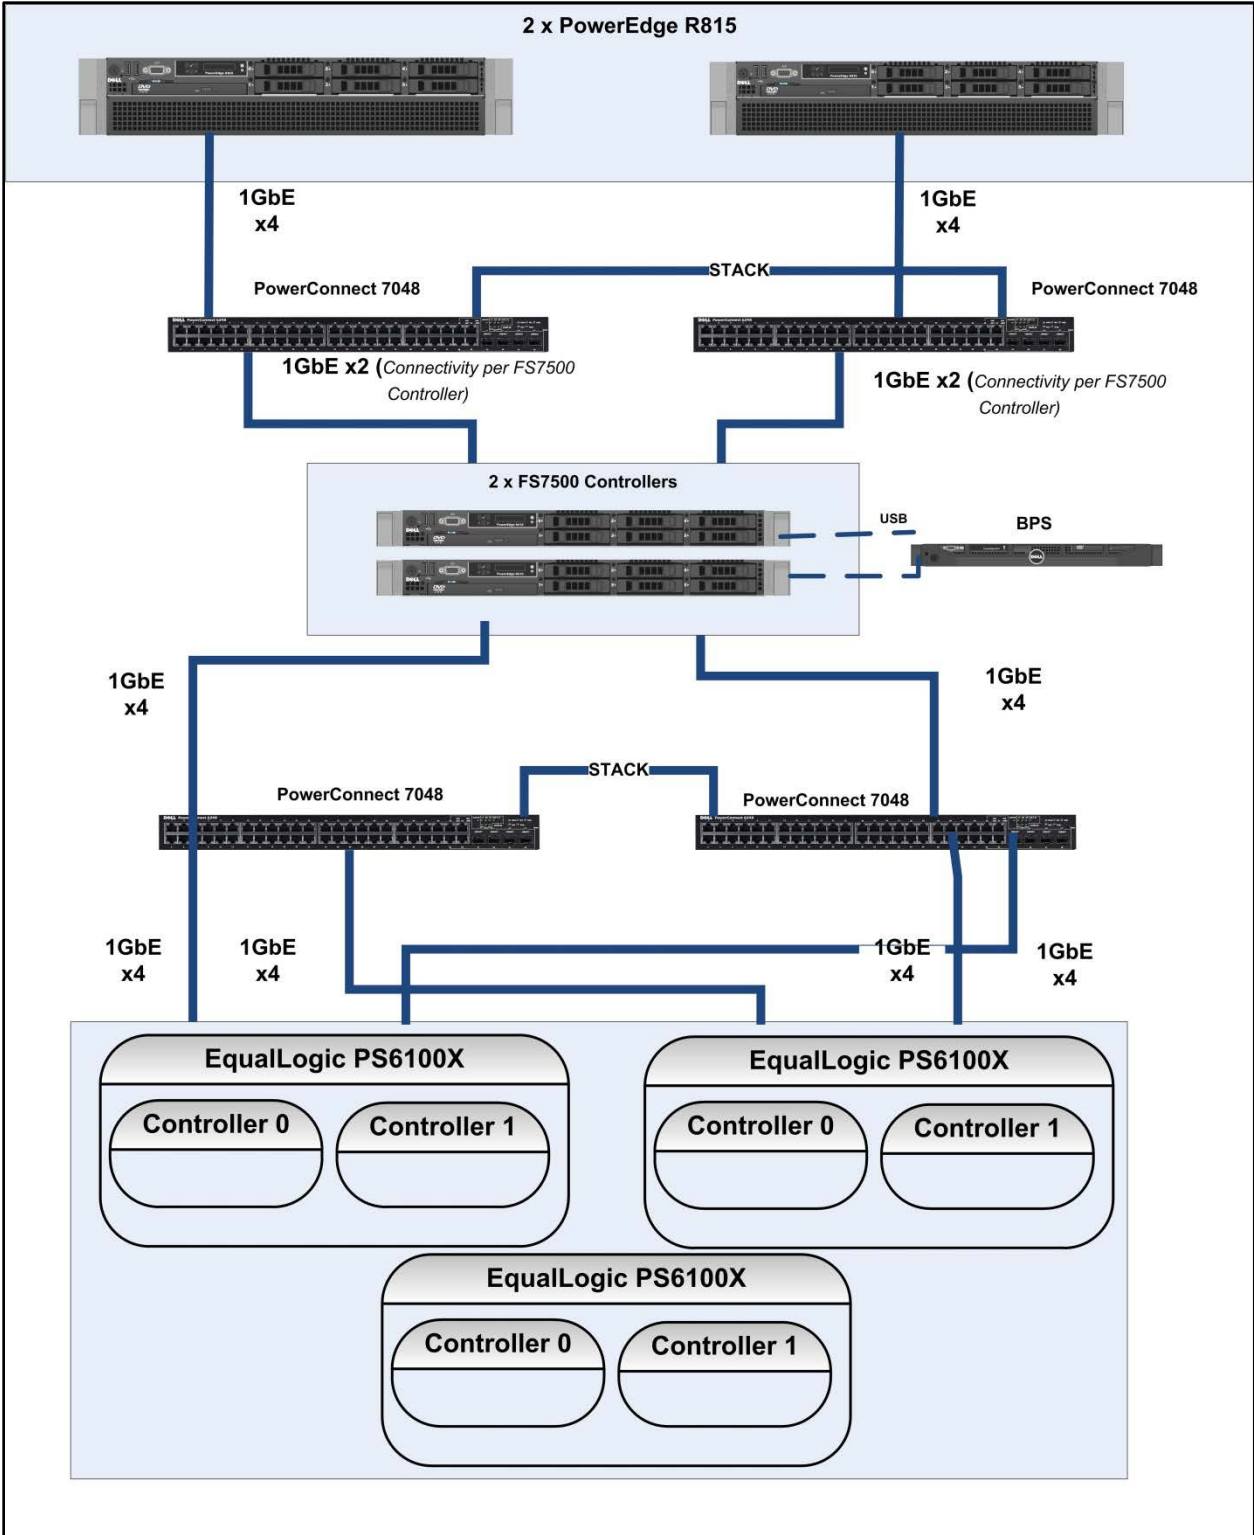 2 x PowerEdge R815
1GbE
x4
1GbE
x4
STACK
PowerConnect 7048
PowerConnect 7048
1GbE x2 (Connectivity per FS7500
Controller)
1GbE x2 (Connectivity per FS7500
Controller)
2 x FS7500 Controllers
USB
BPS
DELL
1GbE
x4
1GbE
x4
STACK
PowerConnect 7048
PowerConnect 7048
1GbE
x4
1GbE
x4
1GbE
x4
1GbE
x4
EqualLogic PS6100X
Controller 0
Controller 1
EqualLogic PS6100X
Controller 0
Controller 1
EqualLogic PS6100X
Controller 0
Controller 1